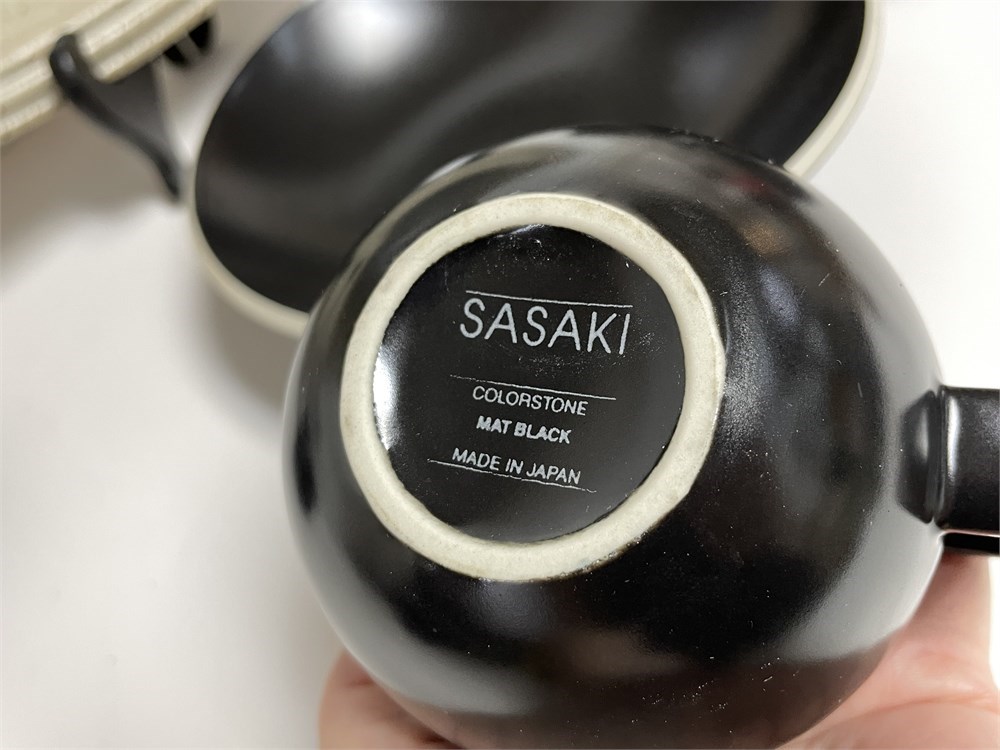 SASAKI
COLORSTONE
MAT BLACK
MADE IN JAPAN